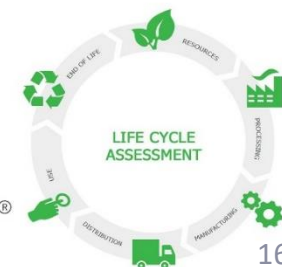 RESOURCES
PROCESSING
MANUFACTURING
DISTRIBUTION
USE
END OF LIFE
LIFE CYCLE
ASSESSMENT
®
16